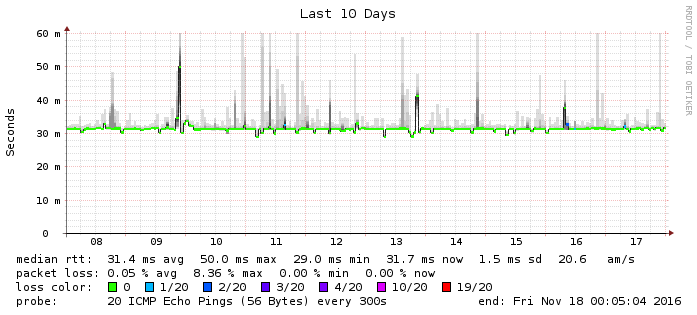 Last 10 Days
RRDTOOL / TOBI OETIKER
Seconds
60 m
50 m
40 m
30 m
20 m
10 m
0
08 09 10 11 12 13 14 15 16 17
median rtt: 31.4 ms avg 50.0 ms max 29.0 ms min 31.7 ms now 1.5 ms sd 20.6 am/s
packet loss: 0.05 % avg 8.36 % max 0.00 % min 0.00 % now
loss color: 0 1/20 2/20 3/20 4/20 10/20 19/20
probe: 20 ICMP Echo Pings (56 Bytes) every 300s end: Fri Nov 18 00:05:04 2016